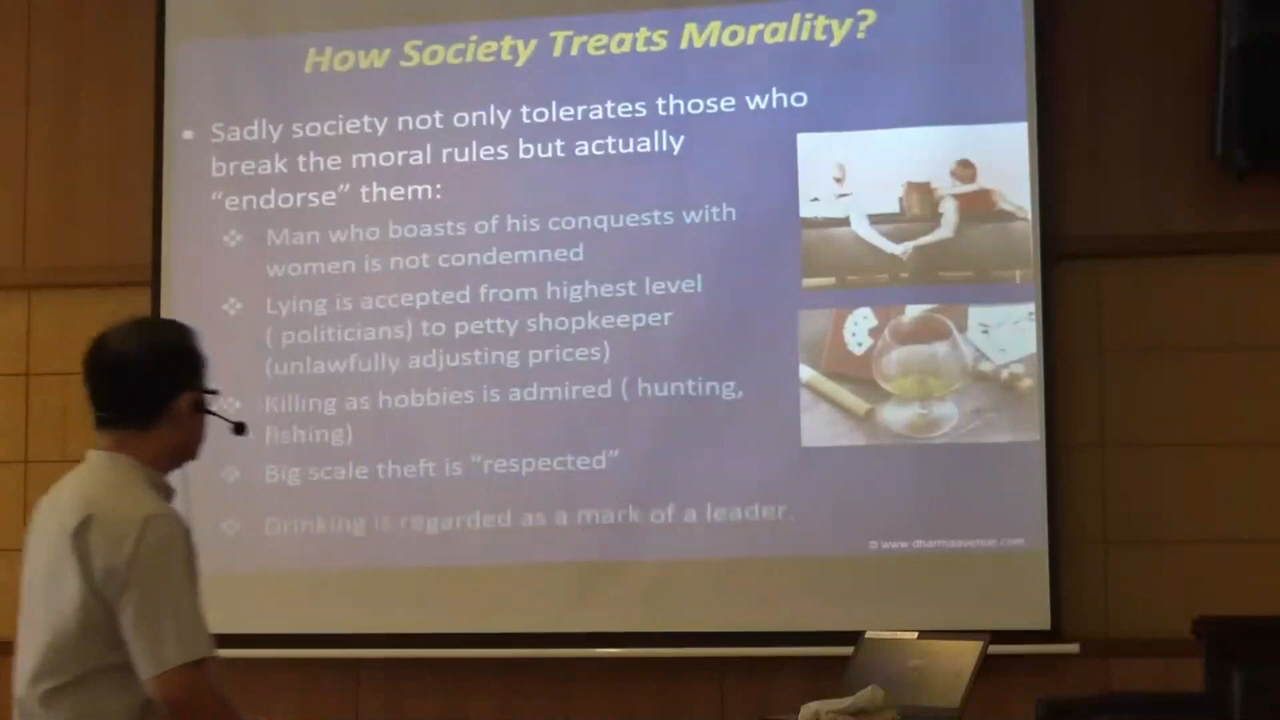 How Society Treats Morality?
Sadly society not only tolerates those who
break the moral rules but actually
“endorse” them:
Man who boasts of his conquests with
women is not condemned
Lying is accepted from highest level
( politicians) to petty shopkeeper
(unlawfully adjusting prices)
Killing as hobbies is admired ( hunting,
fishing)
Big scale theft is “respected”
Drinking is regarded as a mark of a leader.
© www.dharmaavenue.com